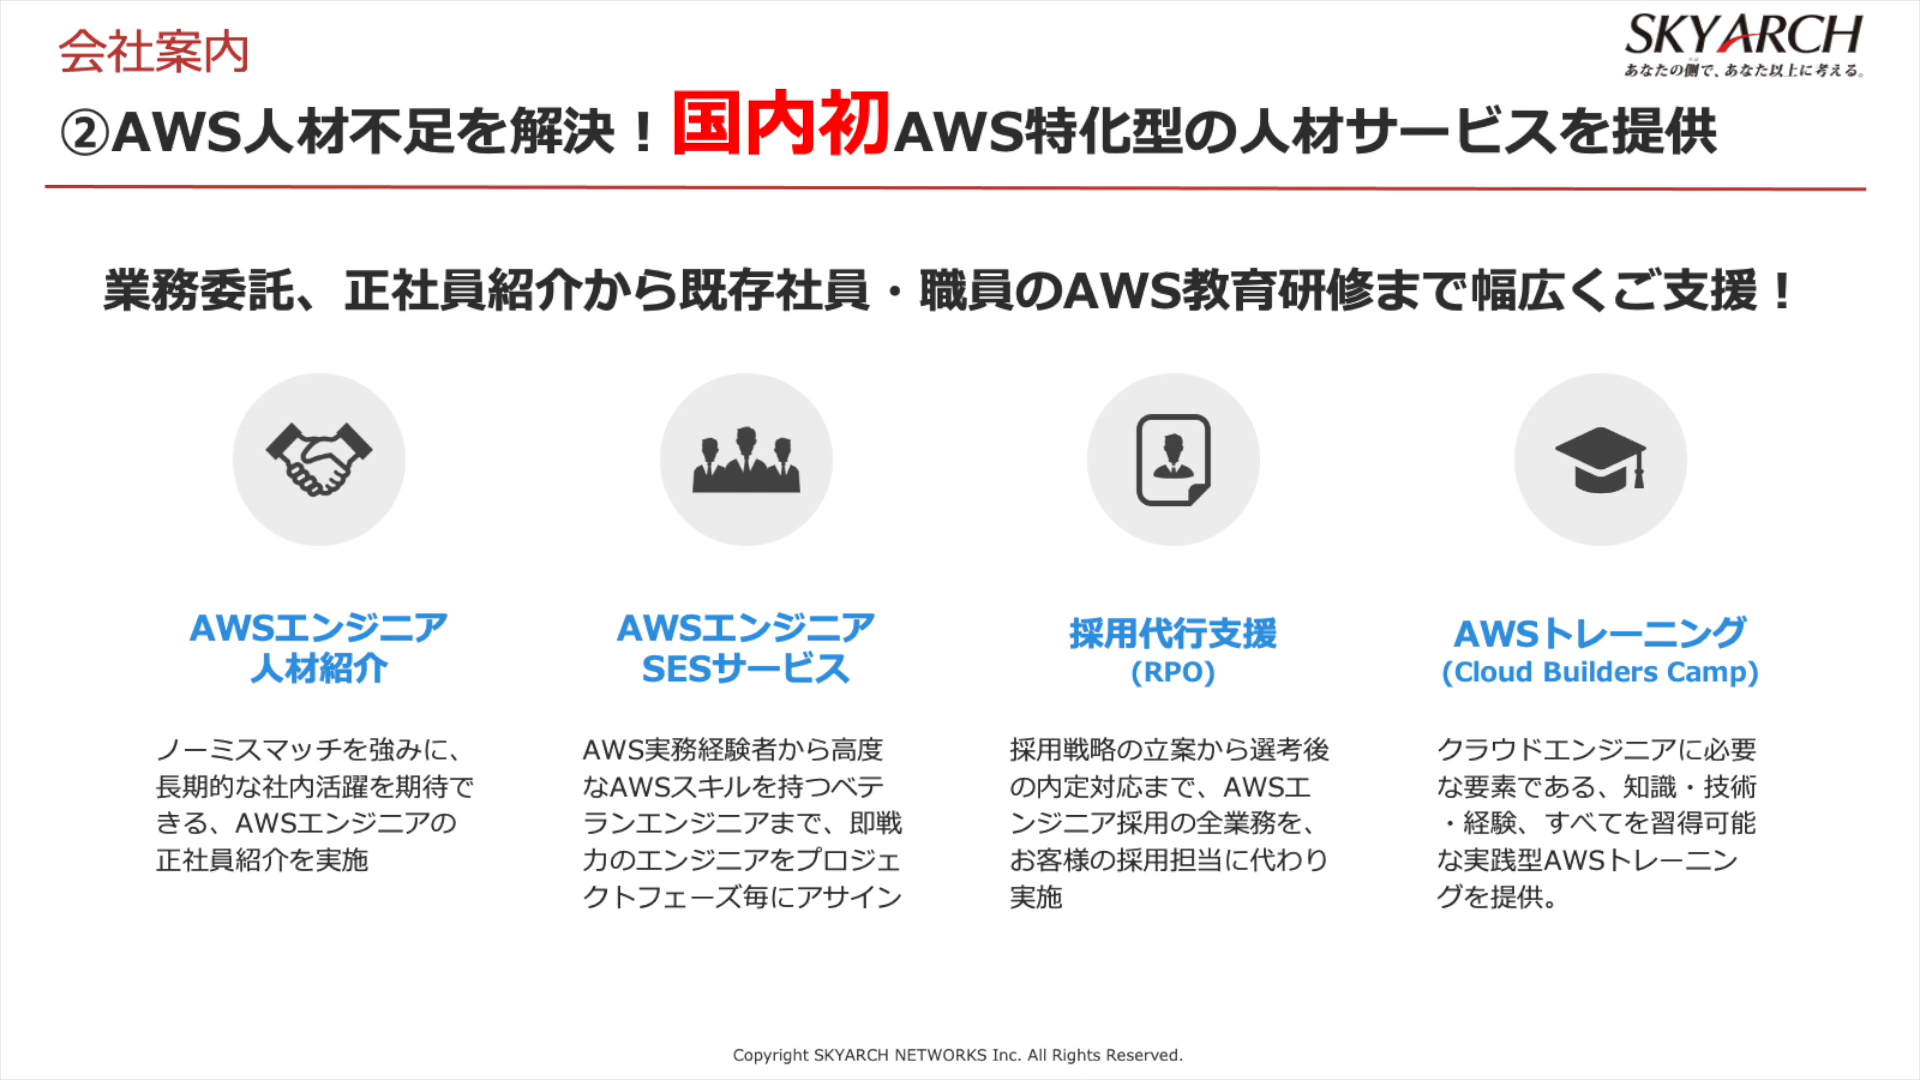 会社案内
SKYARCH
あなたの側で、あなた以上に考える。
②AWS人材不足を解決！国内初AWS特化型の人材サービスを提供
業務委託、正社員紹介から既存社員・職員のAWS教育研修まで幅広くご支援！
AWSエンジニア
人材紹介
ノーミスマッチを強みに、
長期的な社内活躍を期待で
きる、AWSエンジニアの
正社員紹介を実施
AWSエンジニア
SESサービス
AWS実務経験者から高度
なAWSスキルを持つベテ
ランエンジニアまで、即戦
力のエンジニアをプロジェ
クトフェーズ毎にアサイン
採用代行支援
(RPO)
採用戦略の立案から選考後
の内定対応まで、AWSエ
ンジニア採用の全業務を、
お客様の採用担当に代わり
実施
AWSトレーニング
(Cloud Builders Camp)
クラウドエンジニアに必要
な要素である、知識・技術
・経験、すべてを習得可能
な実践型AWSトレーニン
グを提供。
Copyright SKYARCH NETWORKS Inc. All Rights Reserved.